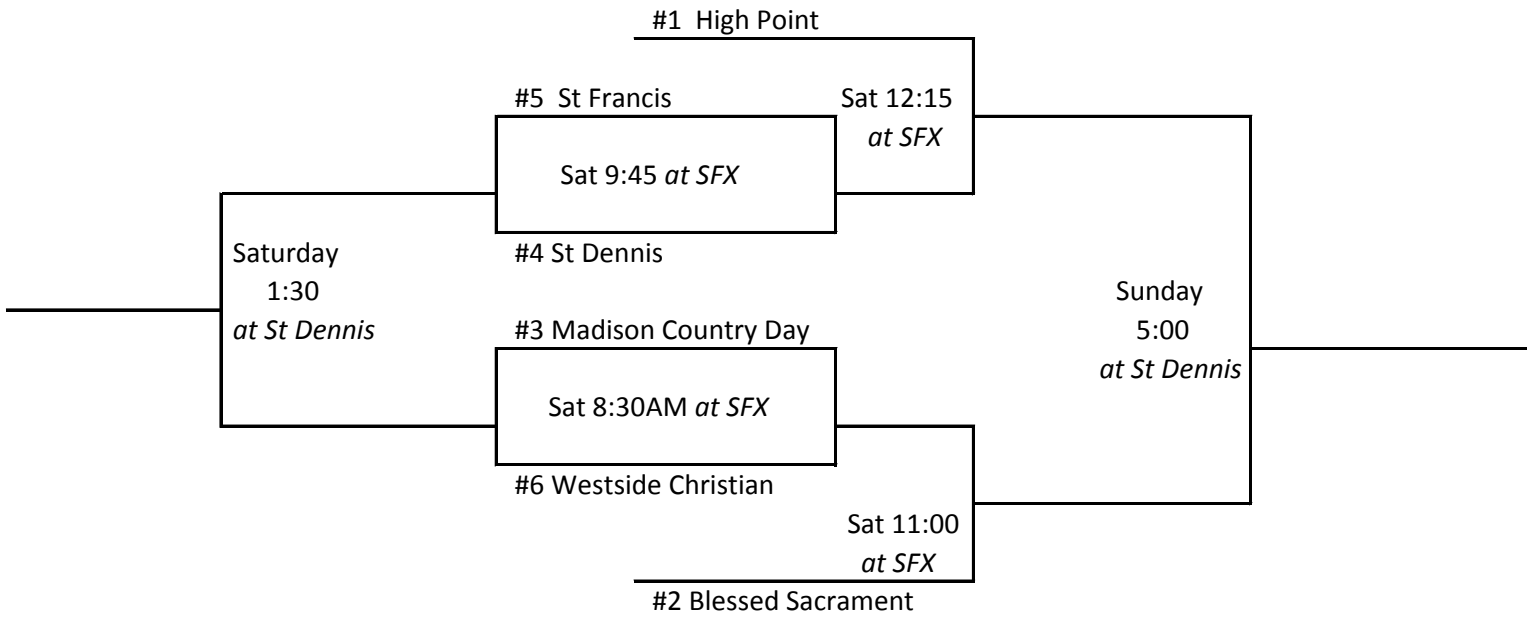 #1  High Point
#5  St Francis
Sat 12:15
at SFX
Sat 9:45 at SFX
#4 St Dennis
Saturday
1:30
at St Dennis
Sunday
5:00
at St Dennis
#3 Madison Country Day
Sat 8:30AM at SFX
#6 Westside Christian
Sat 11:00
at SFX
#2 Blessed Sacrament